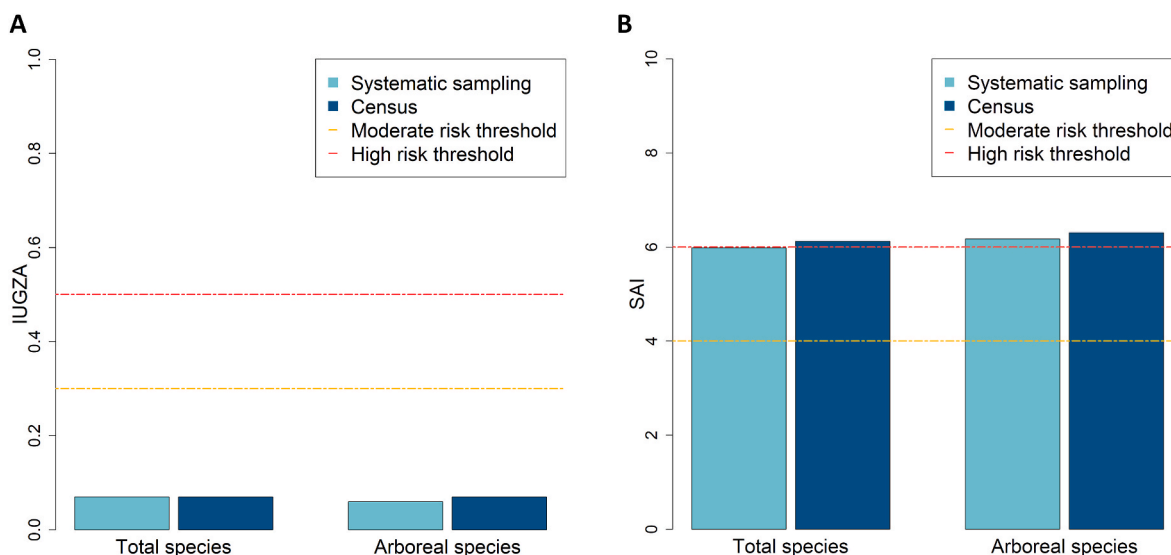 A
IUGZA
1.0
0.8
0.6
0.4
0.2
0.0
Systematic sampling
Census
Moderate risk threshold
High risk threshold
Total species
Arboreal species
B
SAI
10
8
6
4
2
0
Systematic sampling
Census
Moderate risk threshold
High risk threshold
Total species
Arboreal species